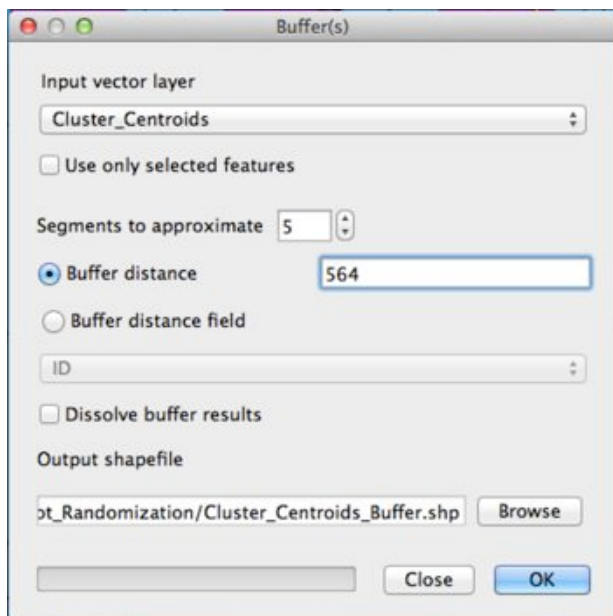 Buffer(s)
Input vector layer
Cluster_Centroids
Use only selected features
Segments to approximate 5
Buffer distance 564
Buffer distance field
ID
Dissolve buffer results
Output shapefile
ot_Randomization/Cluster_Centroids_Buffer.shp Browse
Close OK